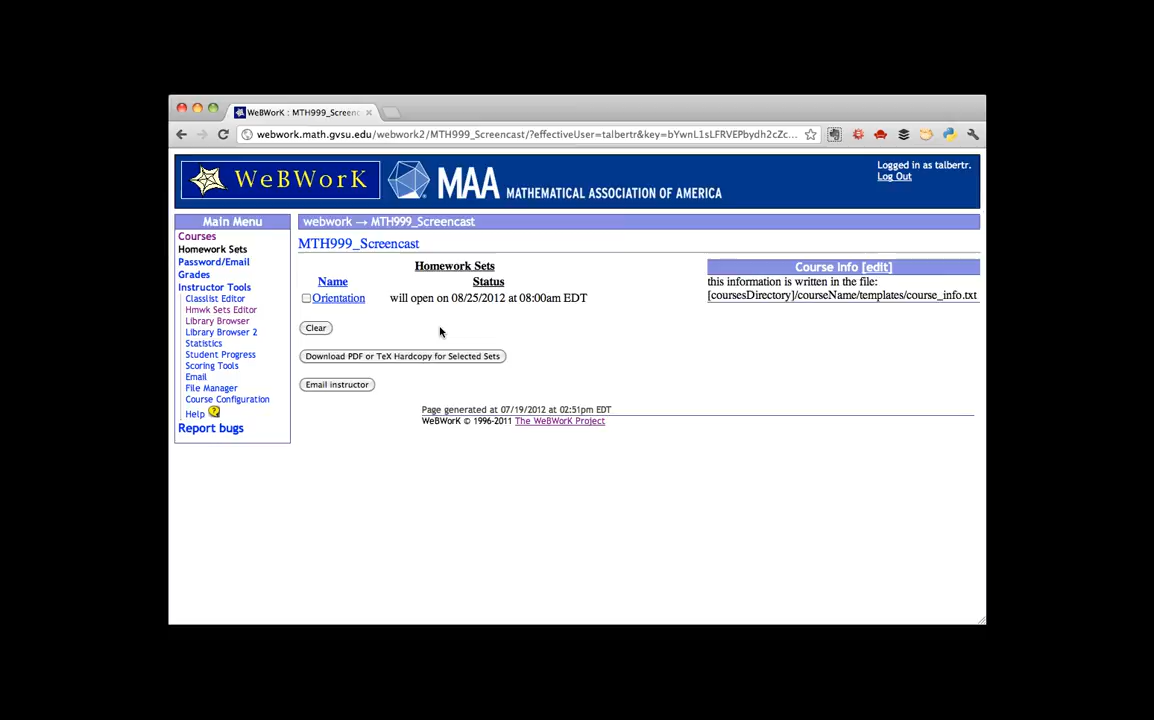 WeBWorK : MTH999_Screenc
webwork.math.gvsu.edu/webwork2/MTH999_Screencast/?effectiveUser=talbertr&key=bYwnL1sLFRVEPbydh2cZc...
WeBWorK
MAA MATHEMATICAL ASSOCIATION OF AMERICA
Logged in as talbertr.
Log Out
Main Menu
Courses
Homework Sets
Password/Email
Grades
Instructor Tools
Classlist Editor
Hmwk Sets Editor
Library Browser
Library Browser 2
Statistics
Student Progress
Scoring Tools
Email
File Manager
Course Configuration
Help ?
Report bugs
webwork → MTH999_Screencast
MTH999_Screencast
Homework Sets
Name Status
Orientation will open on 08/25/2012 at 08:00am EDT
Clear
Download PDF or TeX Hardcopy for Selected Sets
Email instructor
Course Info [edit]
this information is written in the file:
[coursesDirectory]/courseName/templates/course_info.txt
Page generated at 07/19/2012 at 02:51pm EDT
WeBWorK © 1996-2011 The WeBWorK Project